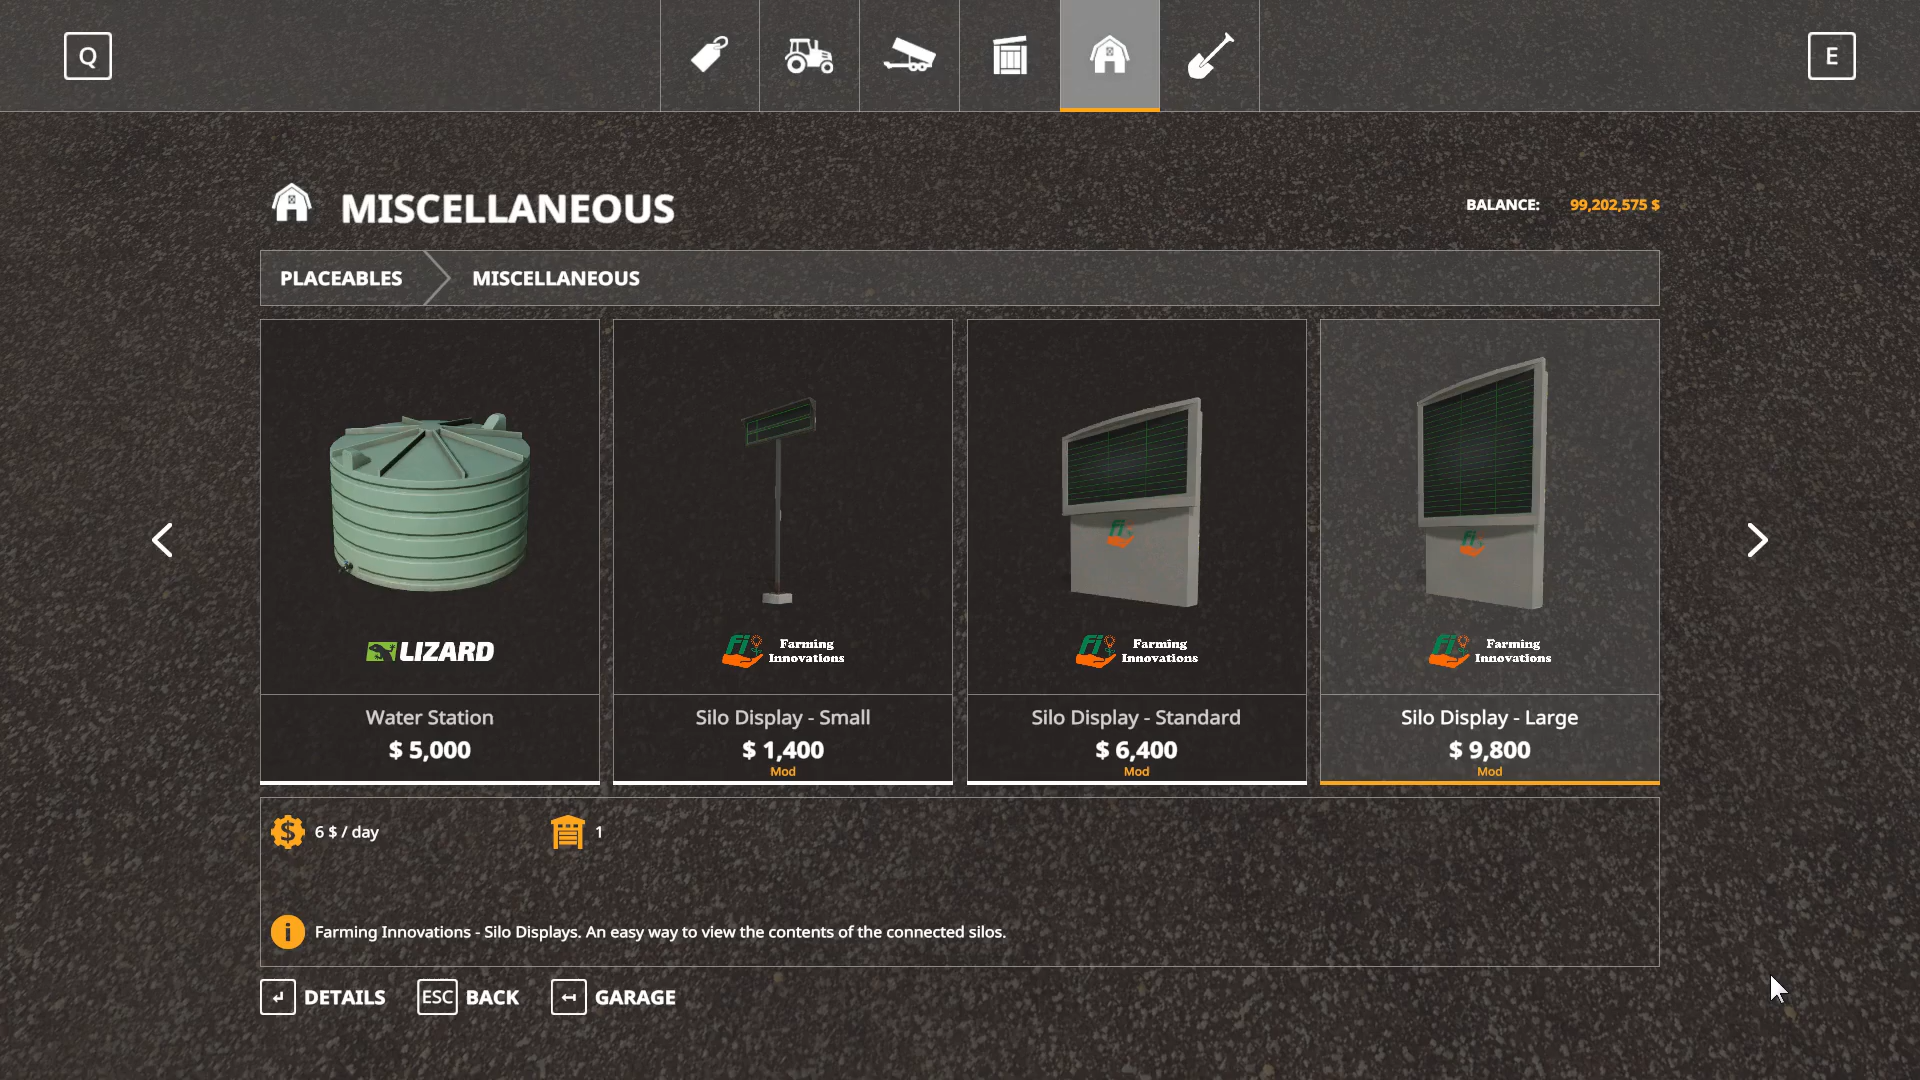 Q
E
MISCELLANEOUS
BALANCE: 99,202,575 $
PLACEABLES MISCELLANEOUS
LIZARD
Fi Farming
Innovations
Fi Farming
Innovations
Fi Farming
Innovations
Water Station
$ 5,000
Silo Display - Small
$ 1,400
Mod
Silo Display - Standard
$ 6,400
Mod
Silo Display - Large
$ 9,800
Mod
6 $ / day
1
Farming Innovations - Silo Displays. An easy way to view the contents of the connected silos.
DETAILS ESC BACK GARAGE